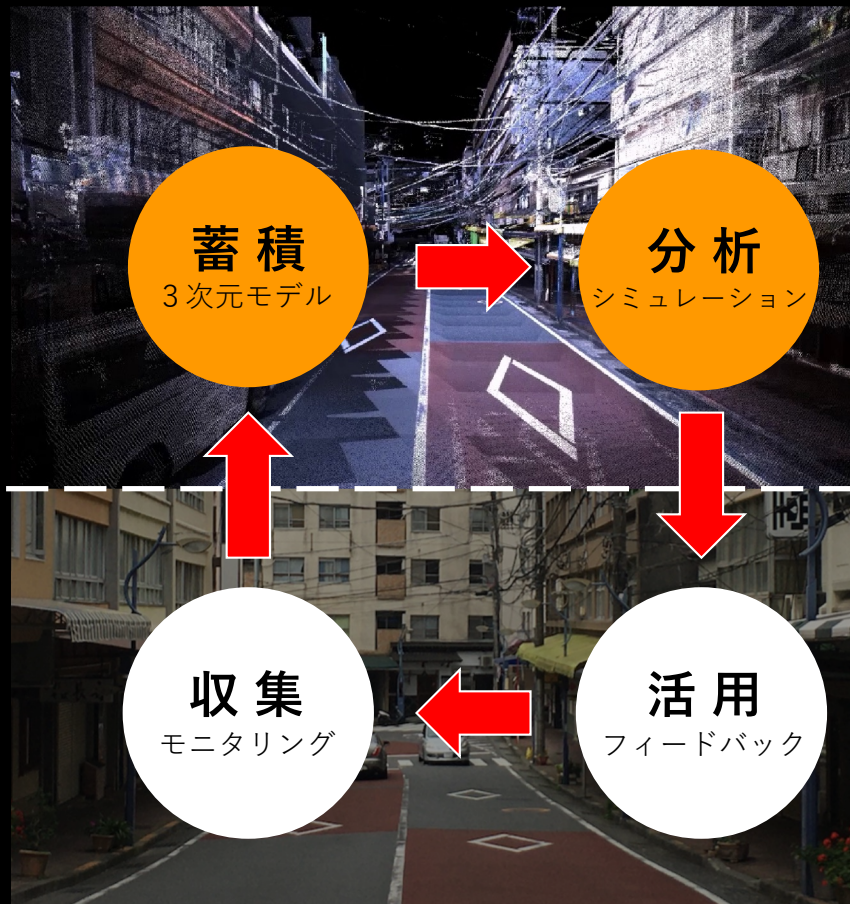 蓄積
3次元モデル
分析
シミュレーション
収集
モニタリング
活用
フィードバック